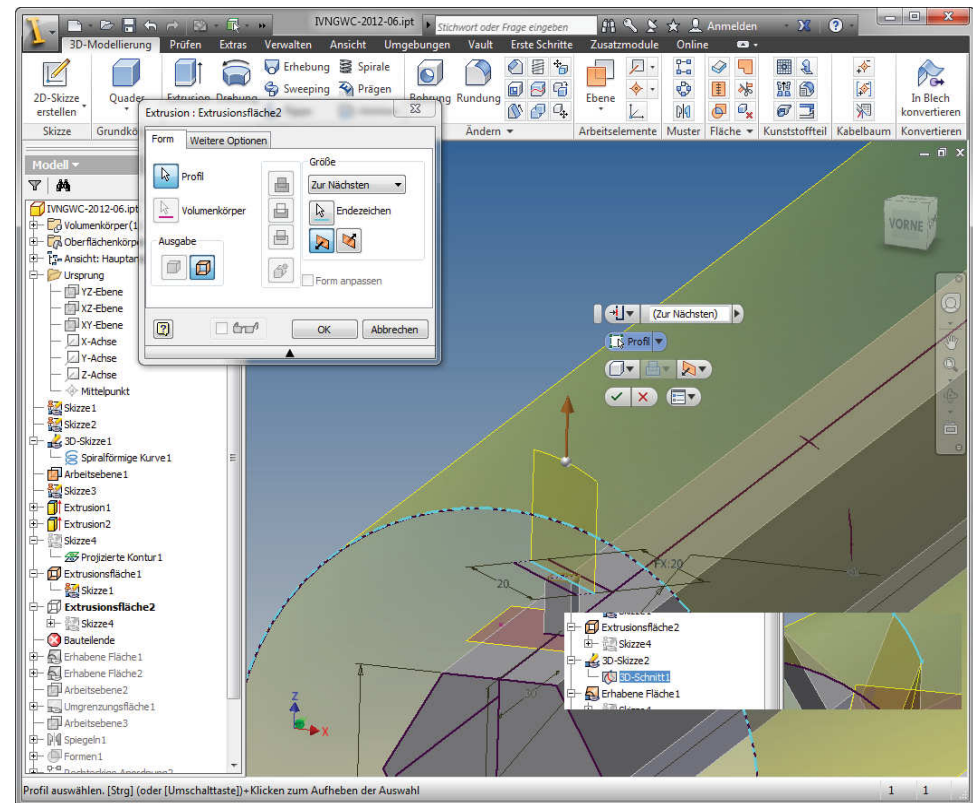 IVNGWC-2012-06.ipt
Stichwort oder Frage eingeben
Anmelden
3D-Modellierung Prüfen Extras Verwalten Ansicht Umgebungen Vault Erste Schritte Zusatzmodule Online
2D-Skizze erstellen
Quader
Extrusion Drehung
Erhebung
Spirale
Sweeping
Prägen
Bohrung Rundung
Ebene
In Blech konvertieren
Skizze
Ändern
Arbeitselemente Muster Fläche Kunststoffteil Kabelbaum Konvertieren
Extrusion : Extrusionsfläche2
Form
Weitere Optionen
Profil
Volumenkörper
Ausgabe
Größe
Zur Nächsten
Endezeichen
Form anpassen
OK
Abbrechen
Modell
IVNGWC-2012-06.ipt
Volumenkörper(1
Ursprung
YZ-Ebene
XZ-Ebene
XY-Ebene
X-Achse
Y-Achse
Z-Achse
Mittelpunkt
Skizze1
Skizze2
3D-Skizze1
Spiralförmige Kurve1
Arbeitsebene1
Skizze3
Extrusion1
Extrusion2
Skizze4
Projizierte Kontur1
Extrusionsfläche1
Skizze1
Extrusionsfläche2
Skizze4
Bauteilende
Erhabene Fläche1
Erhabene Fläche2
Arbeitsebene2
Umgrenzungsfläche1
Arbeitsebene3
Spiegeln1
Formen1
VORNE
(Zur Nächsten)
Profil
FX:20
20
30
Z
X
Extrusionsfläche2
Skizze4
3D-Skizze2
3D-Schnitt1
Erhabene Fläche1
Profil auswählen. [Strg] (oder [Umschalttaste])+Klicken zum Aufheben der Auswahl
1 1